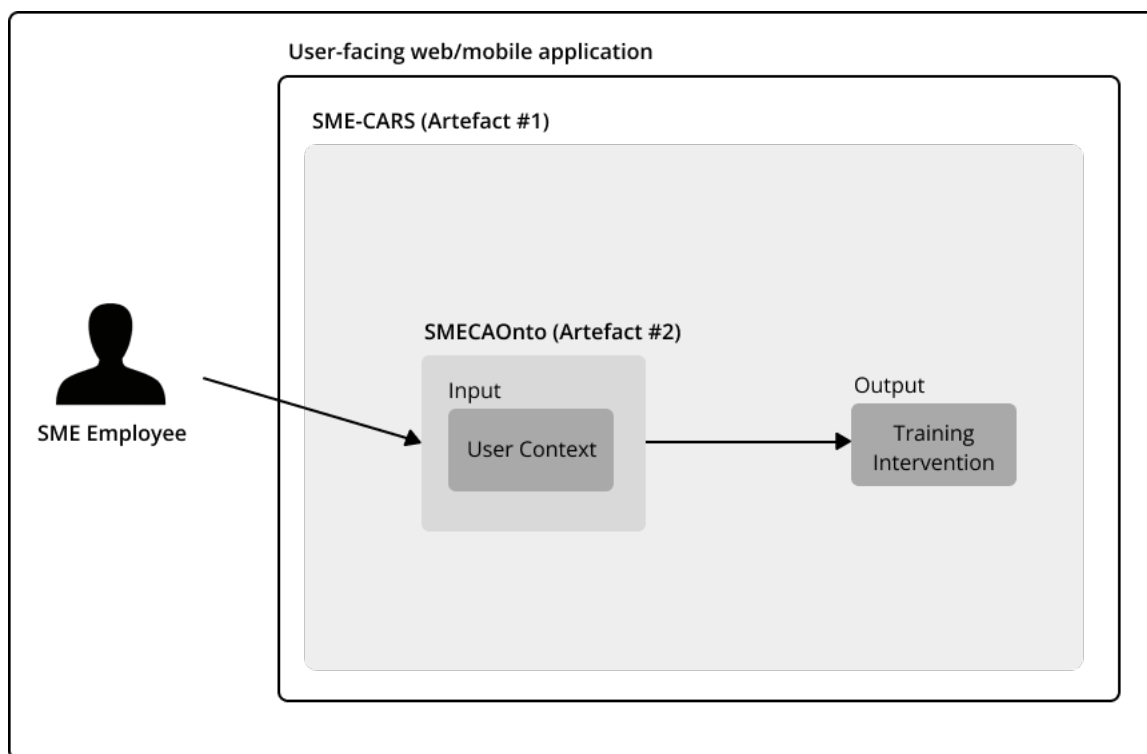 User-facing web/mobile application
SME-CARS (Artefact #1)
SMECAOnto (Artefact #2)
Input
User Context
Output
Training
Intervention
SME Employee